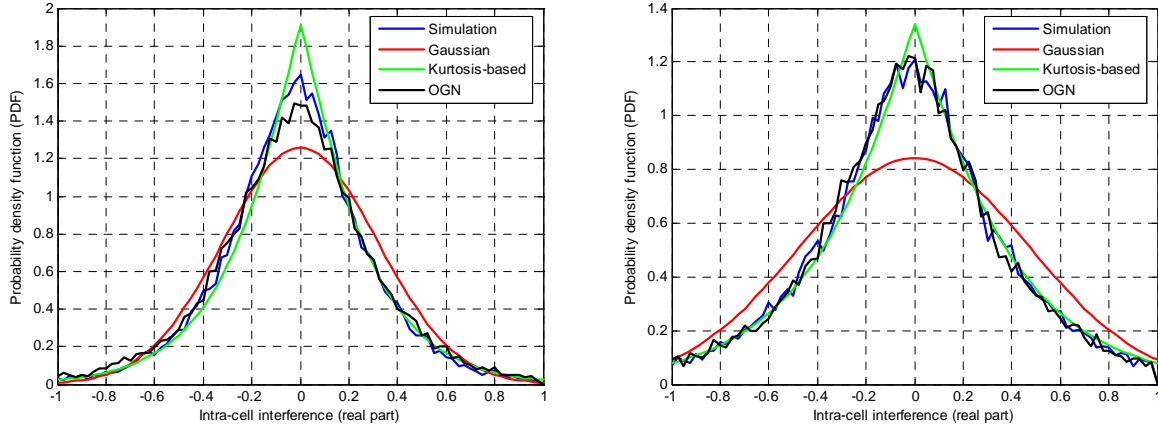 2
1.8
1.6
1.4
1.2
1
0.8
0.6
0.4
0.2
0
-1 -0.8 -0.6 -0.4 -0.2 0 0.2 0.4 0.6 0.8 1
Probability density function (PDF)
Intra-cell interference (real part)
Simulation
Gaussian
Kurtosis-based
OGN
1.4
1.2
1
0.8
0.6
0.4
0.2
0
-1 -0.8 -0.6 -0.4 -0.2 0 0.2 0.4 0.6 0.8 1
Probability density function (PDF)
Intra-cell interference (real part)
Simulation
Gaussian
Kurtosis-based
OGN